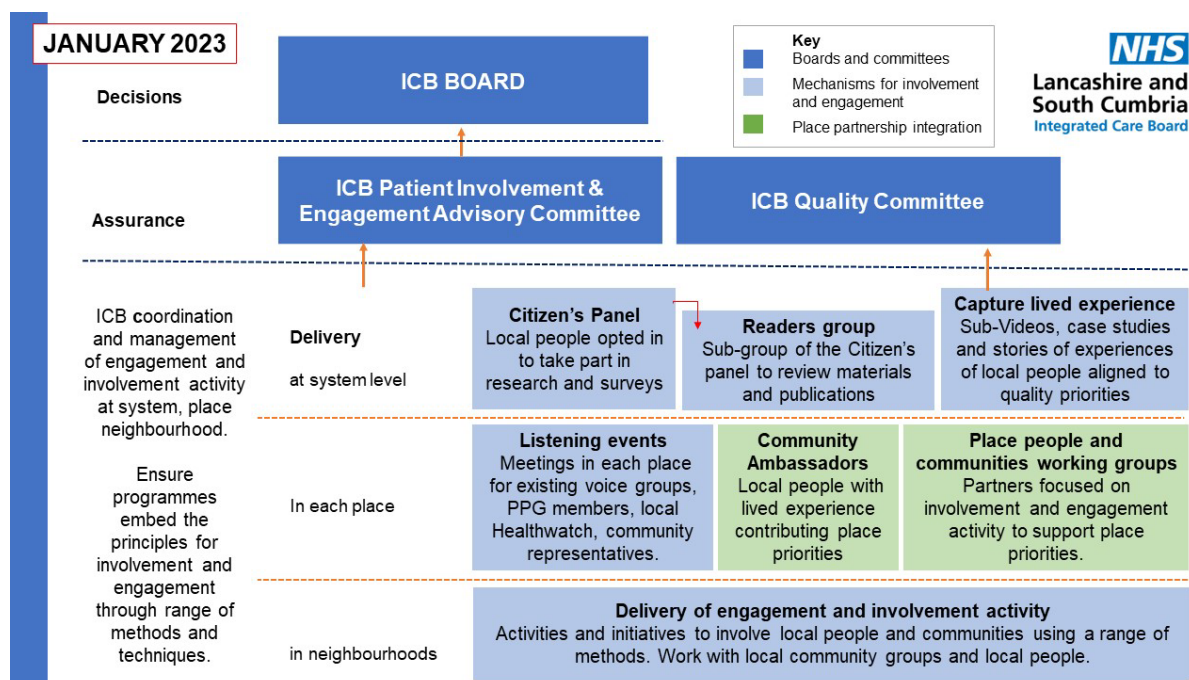 JANUARY 2023
Decisions
ICB BOARD
Key
Boards and committees
Mechanisms for involvement
and engagement
Place partnership integration
NHS
Lancashire and
South Cumbria
Integrated Care Board
Assurance
ICB Patient Involvement &
Engagement Advisory Committee
ICB Quality Committee
ICB coordination
and management
of engagement and
involvement activity
at system, place
neighbourhood.
Ensure
programmes
embed the
principles for
involvement and
engagement
through range of
methods and
techniques.
Delivery
at system level
Citizen’s Panel
Local people opted in
to take part in
research and surveys
Readers group
Sub-group of the Citizen’s
panel to review materials
and publications
Capture lived experience
Sub-Videos, case studies
and stories of experiences
of local people aligned to
quality priorities
In each place
Listening events
Meetings in each place
for existing voice groups,
PPG members, local
Healthwatch, community
representatives.
Community
Ambassadors
Local people with
lived experience
contributing place
priorities
Place people and
communities working groups
Partners focused on
involvement and engagement
activity to support place
priorities.
in neighbourhoods
Delivery of engagement and involvement activity
Activities and initiatives to involve local people and communities using a range of
methods. Work with local community groups and local people.